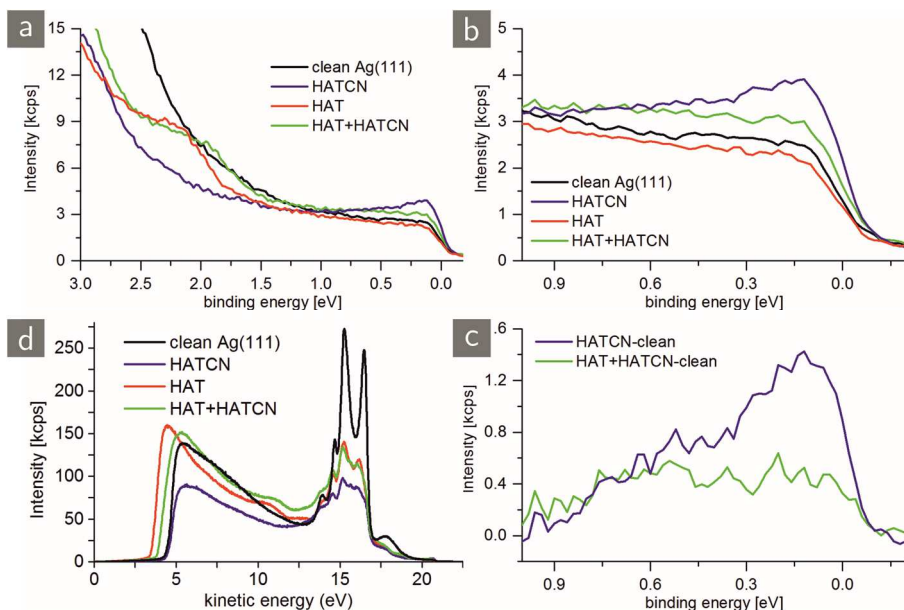 a
15
12
9
6
3
0
Intensity [kcps]
clean Ag(111)
HATCN
HAT
HAT+HATCN
3.0 2.5 2.0 1.5 1.0 0.5 0.0
binding energy [eV]
b
5
4
3
2
1
0
Intensity [kcps]
clean Ag(111)
HATCN
HAT
HAT+HATCN
0.9 0.6 0.3 0.0
binding energy [eV]
d
250
200
150
100
50
0
Intensity [kcps]
clean Ag(111)
HATCN
HAT
HAT+HATCN
0 5 10 15 20
kinetic energy (eV)
c
1.6
1.2
0.8
0.4
0.0
Intensity [kcps]
HATCN-clean
HAT+HATCN-clean
0.9 0.6 0.3 0.0
binding energy [eV]